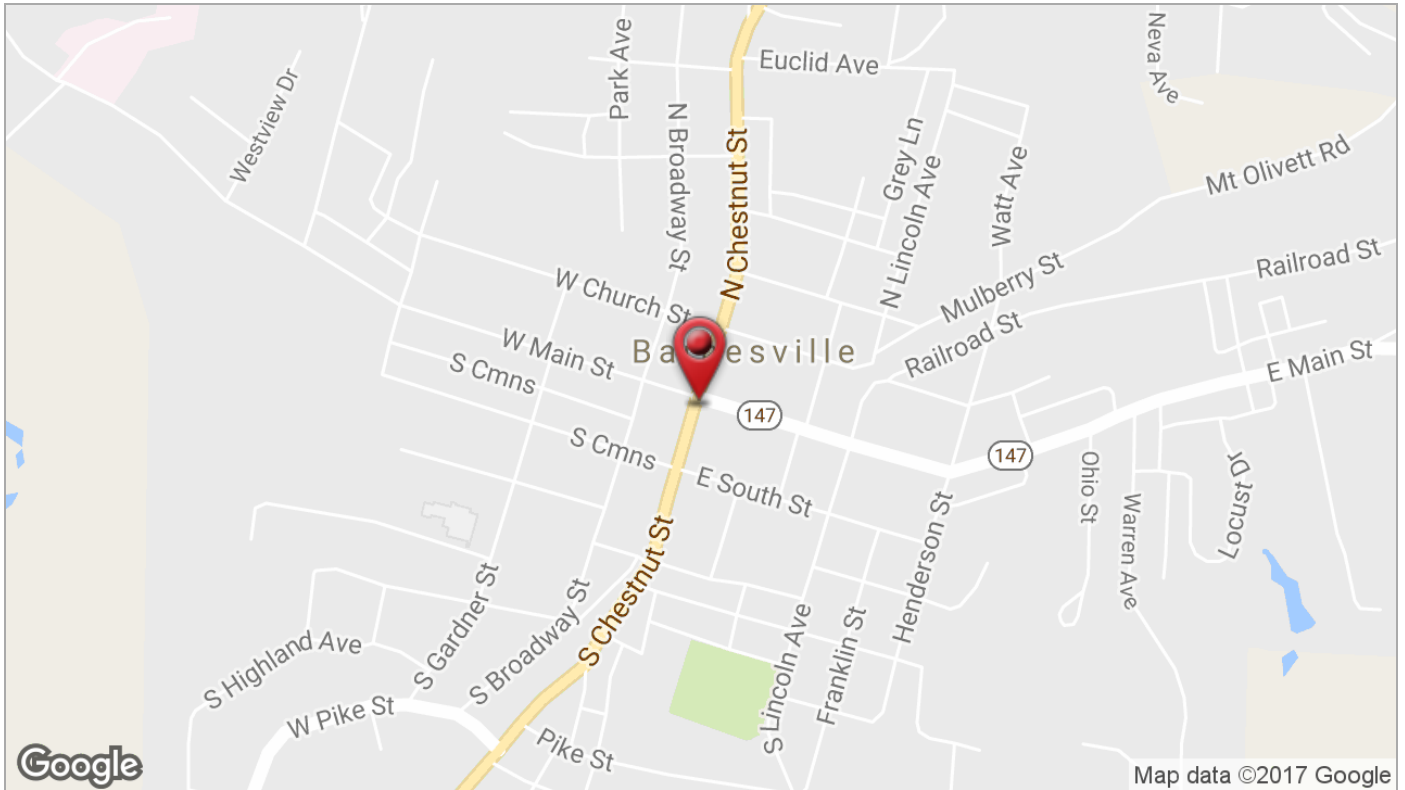 Neva Ave
Park Ave
Euclid Ave
Westview Dr
N Broadway St
N Chestnut St
Grey Ln
N Lincoln Ave
Watt Ave
Mt Olivett Rd
Railroad St
W Church St
Mulberry St
W Main St
Railroad St
E Main St
S Cmns
147
S Cmns
147
E South St
Ohio St
Warren Ave
Locust Dr
S Chestnut St
Henderson St
S Gardner St
S Broadway St
S Highland Ave
S Lincoln Ave
Franklin St
W Pike St
Pike St
Google
Map data ©2017 Google